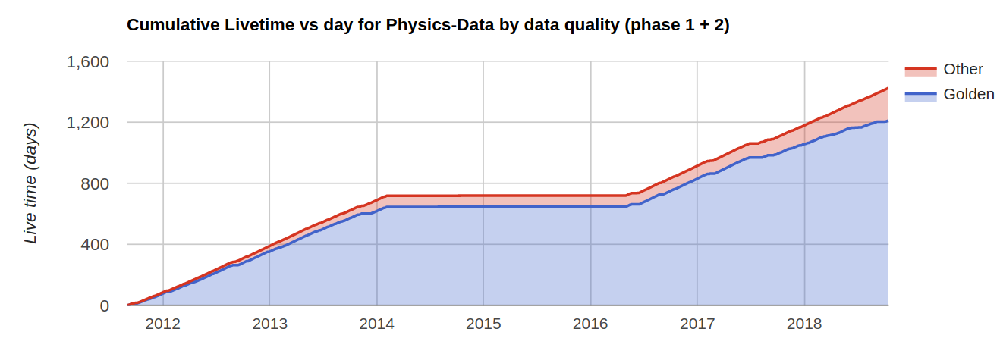 Cumulative Livetime vs day for Physics-Data by data quality (phase 1 + 2)
1,600
1,200
800
400
0
Live time (days)
2012 2013 2014 2015 2016 2017 2018
Other
Golden